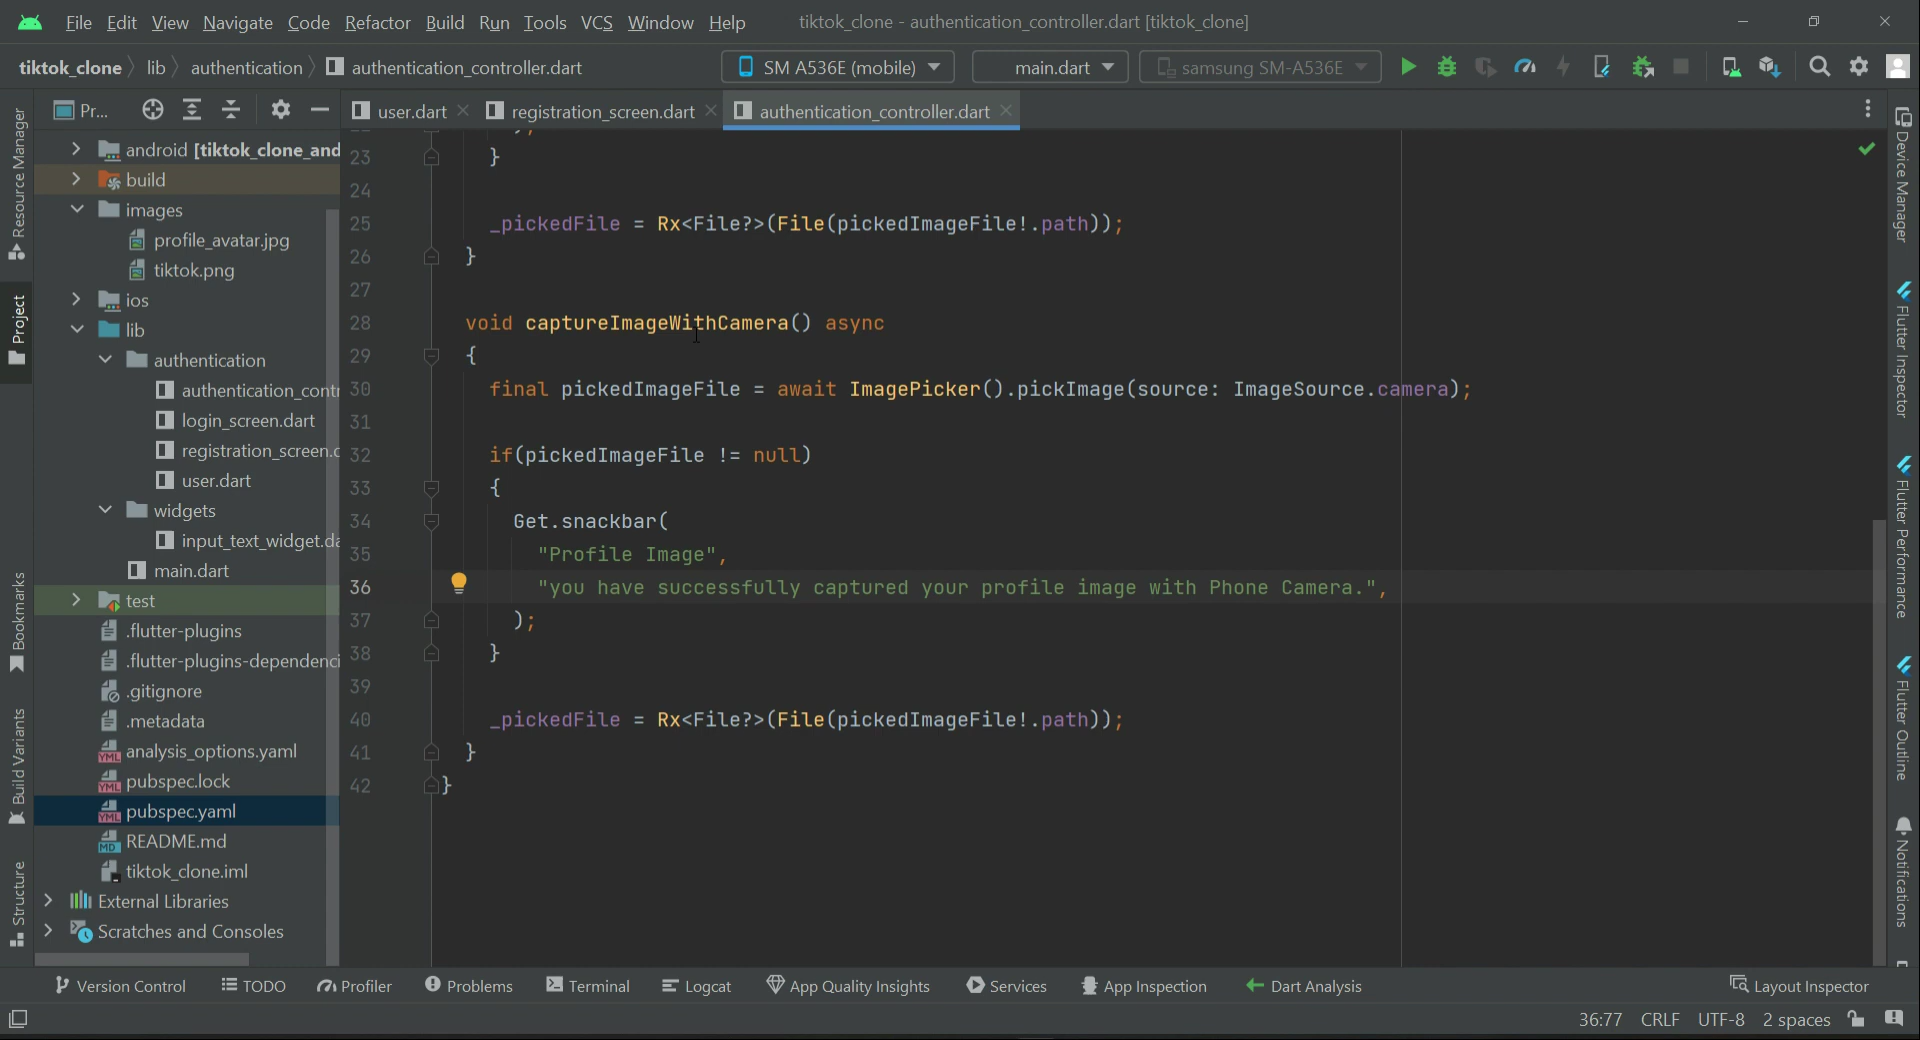 File Edit View Navigate Code Refactor Build Run Tools VCS Window Help tiktok_clone - authentication_controller.dart [tiktok_clone]
tiktok_clone lib authentication authentication_controller.dart SM A536E (mobile) main.dart samsung SM-A536E
Pr... user.dart registration_screen.dart authentication_controller.dart
Resource Manager
Project
Bookmarks
Build Variants
Structure
android [tiktok_clone_and
build
images
profile_avatar.jpg
tiktok.png
ios
lib
authentication
authentication_contr
login_screen.dart
registration_screen.d
user.dart
widgets
input_text_widget.da
main.dart
test
.flutter-plugins
.flutter-plugins-dependenci
.gitignore
.metadata
analysis_options.yaml
pubspec.lock
pubspec.yaml
README.md
tiktok_clone.iml
External Libraries
Scratches and Consoles
23 }
24
25 _pickedFile = Rx<File?>(File(pickedImageFile!.path));
26 }
27
28 void captureImageWithCamera() async
29 {
30 final pickedImageFile = await ImagePicker().pickImage(source: ImageSource.camera);
31
32 if(pickedImageFile != null)
33 {
34 Get.snackbar(
35 "Profile Image",
36 "you have successfully captured your profile image with Phone Camera.",
37 );
38 }
39
40 _pickedFile = Rx<File?>(File(pickedImageFile!.path));
41 }
42 }
Device Manager
Flutter Inspector
Flutter Performance
Flutter Outline
Notifications
Version Control TODO Profiler Problems Terminal Logcat App Quality Insights Services App Inspection Dart Analysis Layout Inspector
36:77 CRLF UTF-8 2 spaces